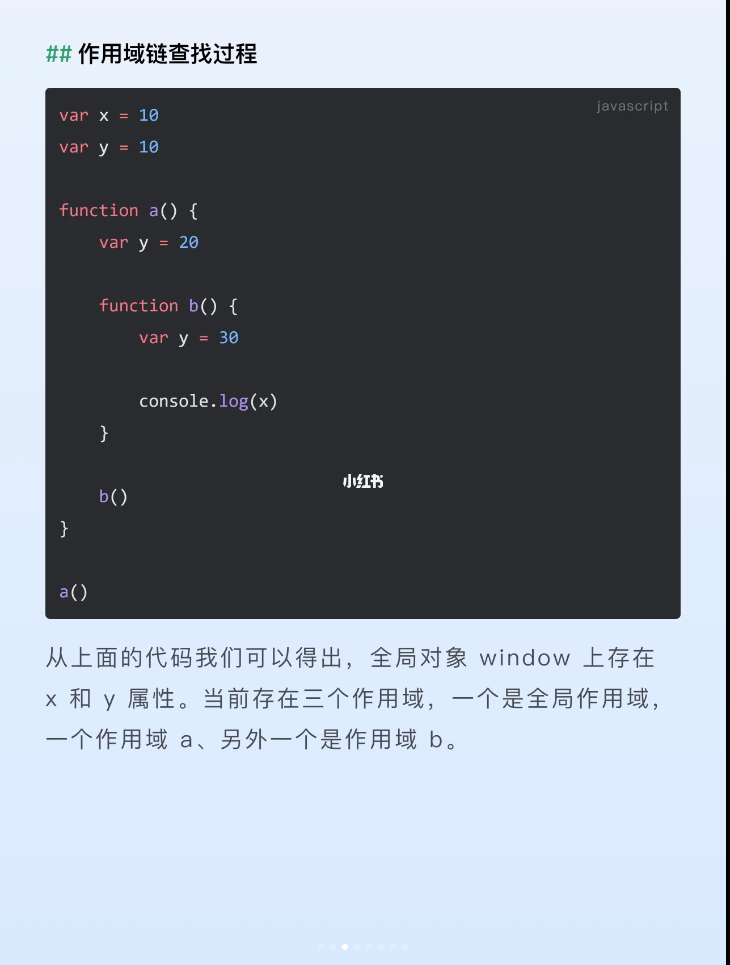 ## 作用域链查找过程
javascript
var x = 10
var y = 10
function a() {
    var y = 20
    function b() {
        var y = 30
        console.log(x)
    }
小红书
    b()
}
a()
从上面的代码我们可以得出，全局对象 window 上存在
x 和 y 属性。当前存在三个作用域，一个是全局作用域，
一个作用域 a、另外一个是作用域 b。